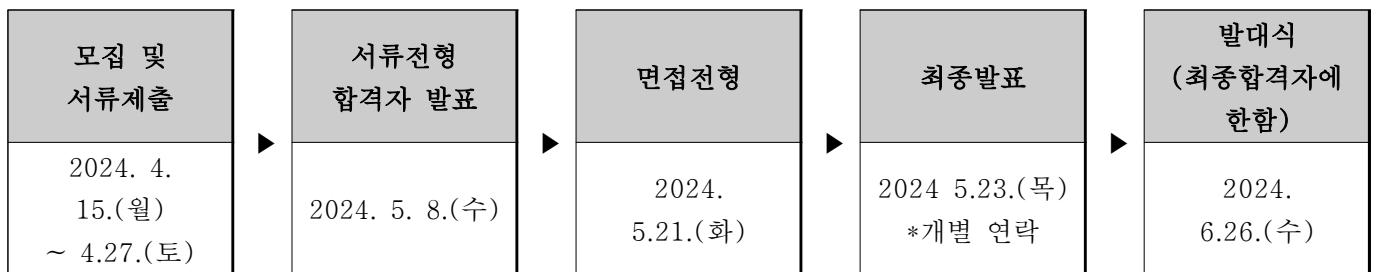 모집 및
서류제출
2024. 4.
15.(월)
~ 4.27.(토)
▶
서류전형
합격자 발표
2024. 5. 8.(수)
▶
면접전형
2024.
5.21.(화)
▶
최종발표
2024 5.23.(목)
*개별 연락
▶
발대식
(최종합격자에
한함)
2024.
6.26.(수)